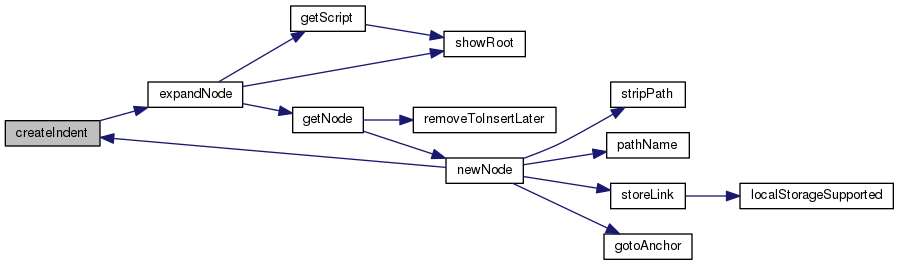 createIndent
expandNode
getScript
showRoot
getNode
removeToInsertLater
newNode
stripPath
pathName
storeLink
localStorageSupported
gotoAnchor